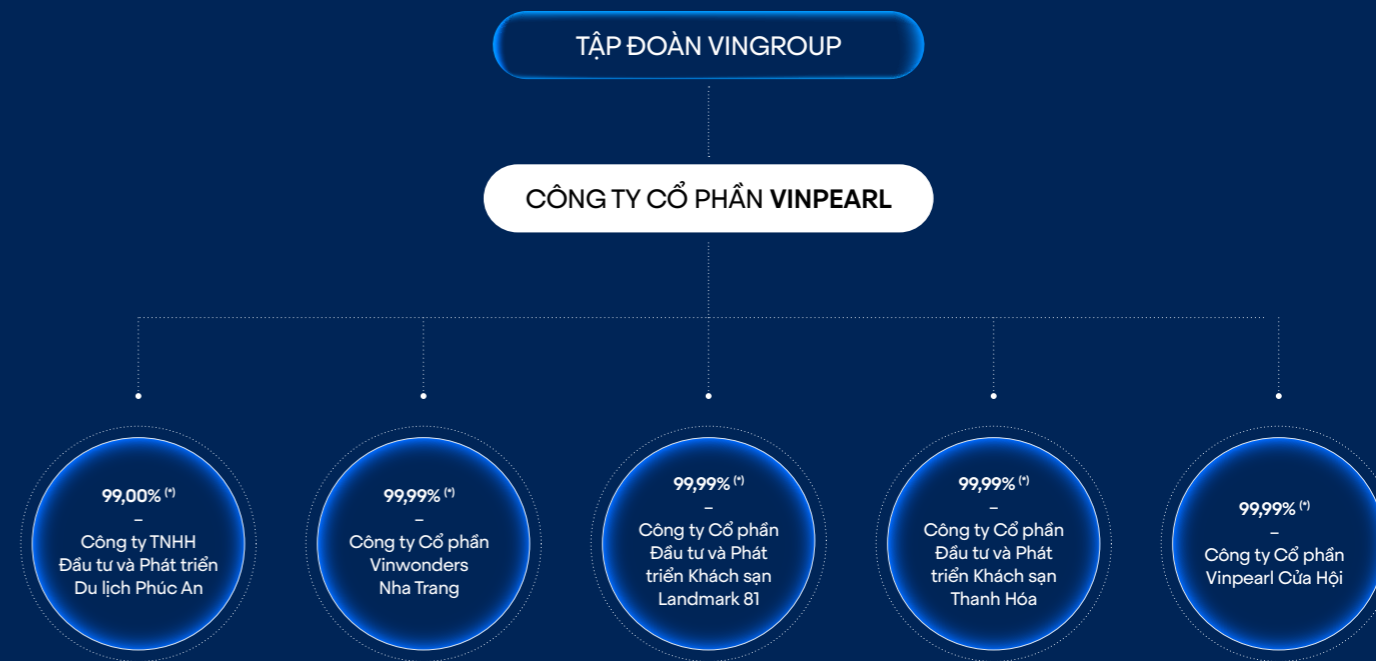 TẬP ĐOÀN VINGROUP
CÔNG TY CỔ PHẦN VINPEARL
99,00% (*)
–
Công ty TNHH
Đầu tư và Phát triển
Du lịch Phúc An
99,99% (*)
–
Công ty Cổ phần
Vinwonders
Nha Trang
99,99% (*)
–
Công ty Cổ phần
Đầu tư và Phát
triển Khách sạn
Landmark 81
99,99% (*)
–
Công ty Cổ phần
Đầu tư và Phát
triển Khách sạn
Thanh Hóa
99,99% (*)
–
Công ty Cổ phần
Vinpearl Cửa Hội